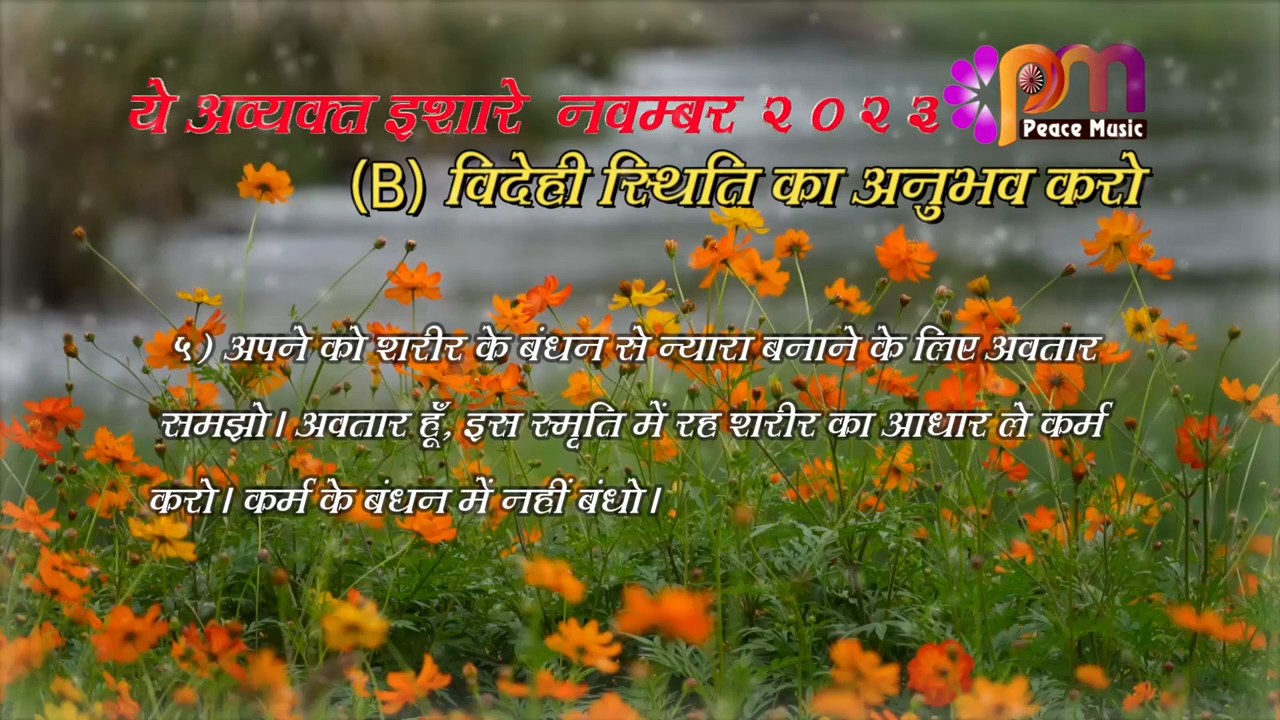 ये अव्यक्त इशारे नवम्बर २०२३
pm
Peace Music
(B) विदेही स्थिति का अनुभव करो
५) अपने को शरीर के बंधन से न्यारा बनाने के लिए अवतार
समझो। अवतार हूँ, इस स्मृति में रह शरीर का आधार ले कर्म
करो। कर्म के बंधन में नहीं बंधो।